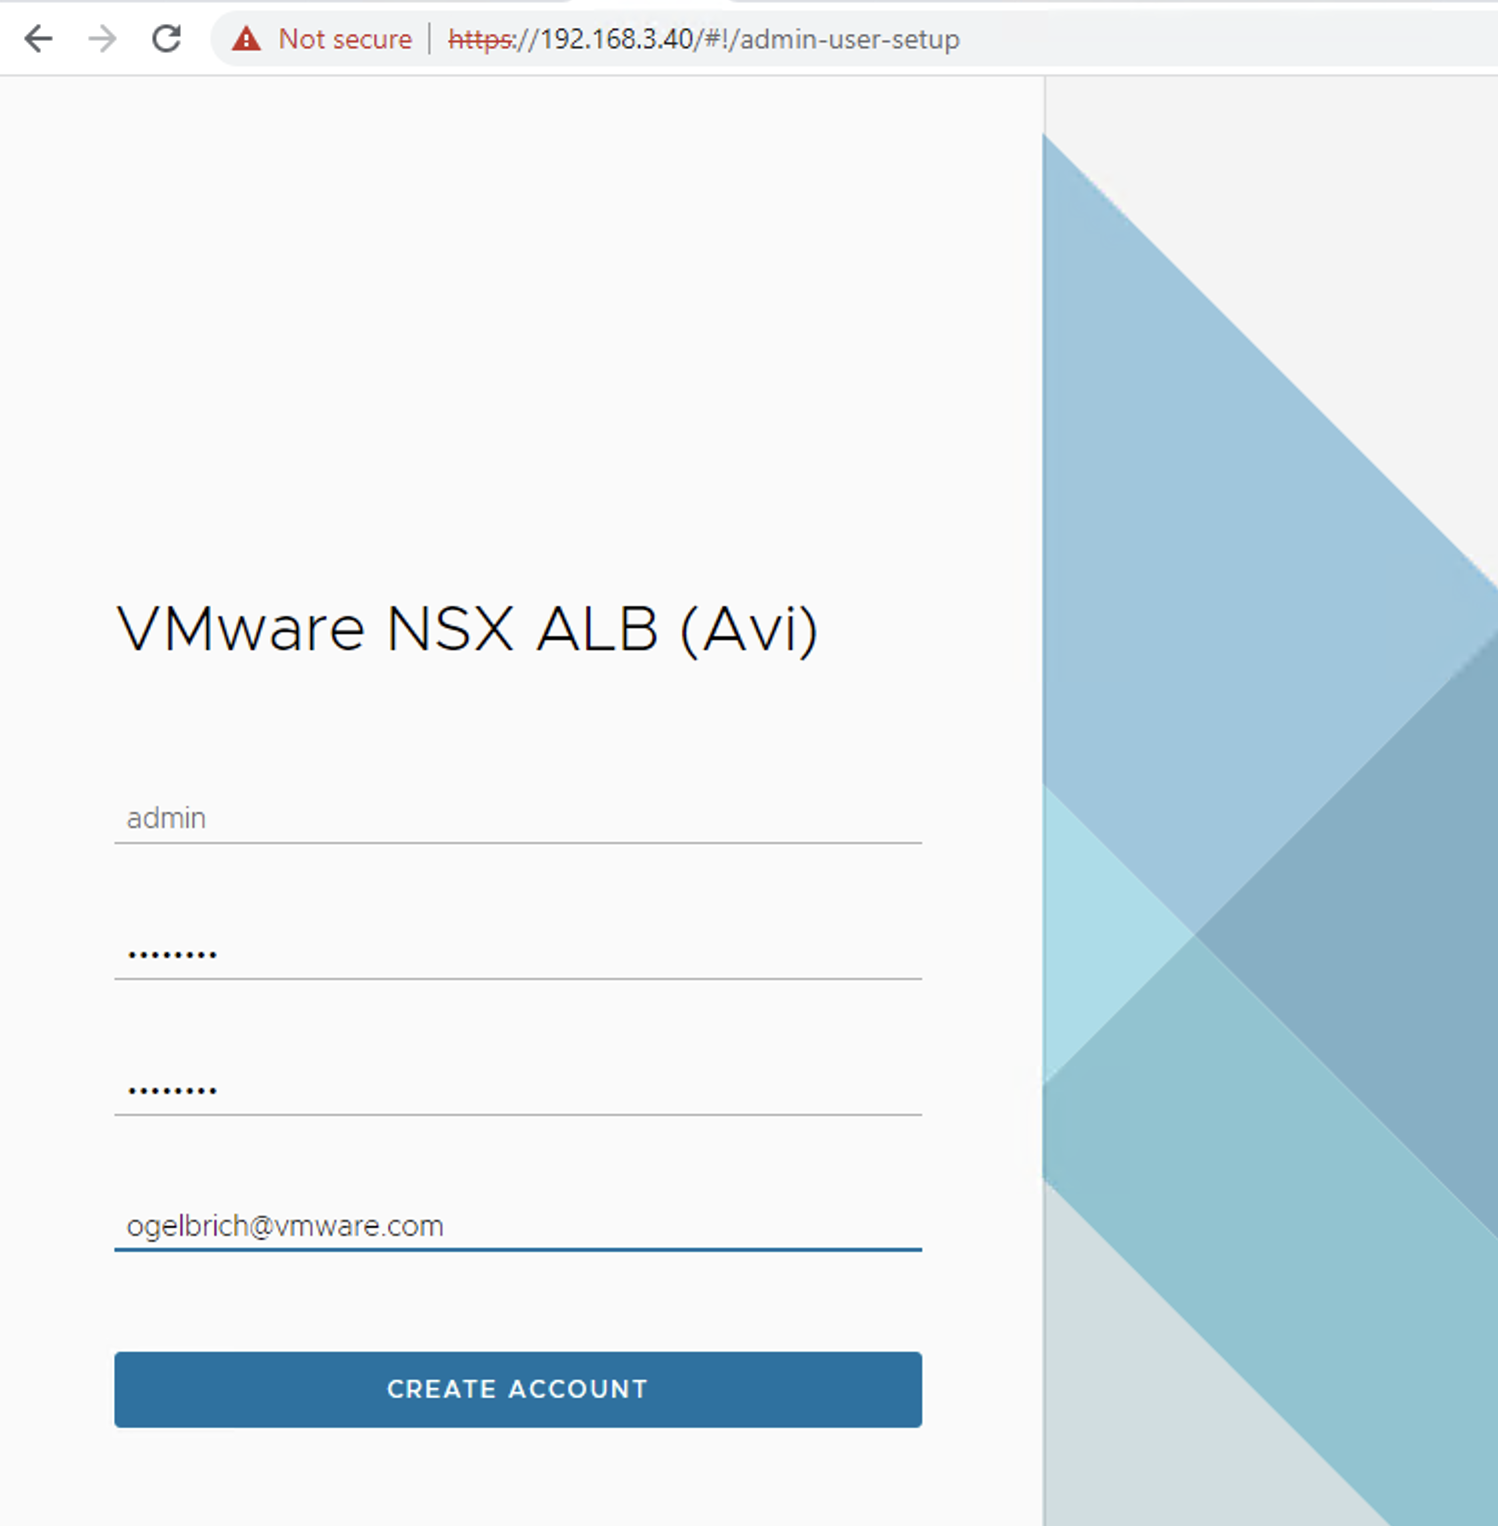 Not secure | https://192.168.3.40/#!/admin-user-setup
VMware NSX ALB (Avi)
admin
••••••••
••••••••
ogelbrich@vmware.com
CREATE ACCOUNT